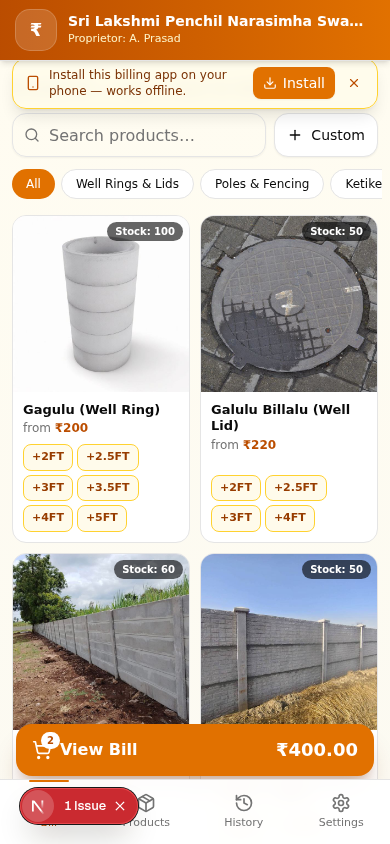 ₹
Sri Lakshmi Penchil Narasimha Swa...
Proprietor: A. Prasad
Install this billing app on your
phone — works offline.
Install
Search products...
Custom
All
Well Rings & Lids
Poles & Fencing
Ketike
Stock: 100
Stock: 50
Gagulu (Well Ring)
from ₹200
+2FT
+2.5FT
+3FT
+3.5FT
+4FT
+5FT
Galulu Billalu (Well
Lid)
from ₹220
+2FT
+2.5FT
+3FT
+4FT
Stock: 60
Stock: 50
2
View Bill
₹400.00
N
1 Issue
roducts
History
Settings